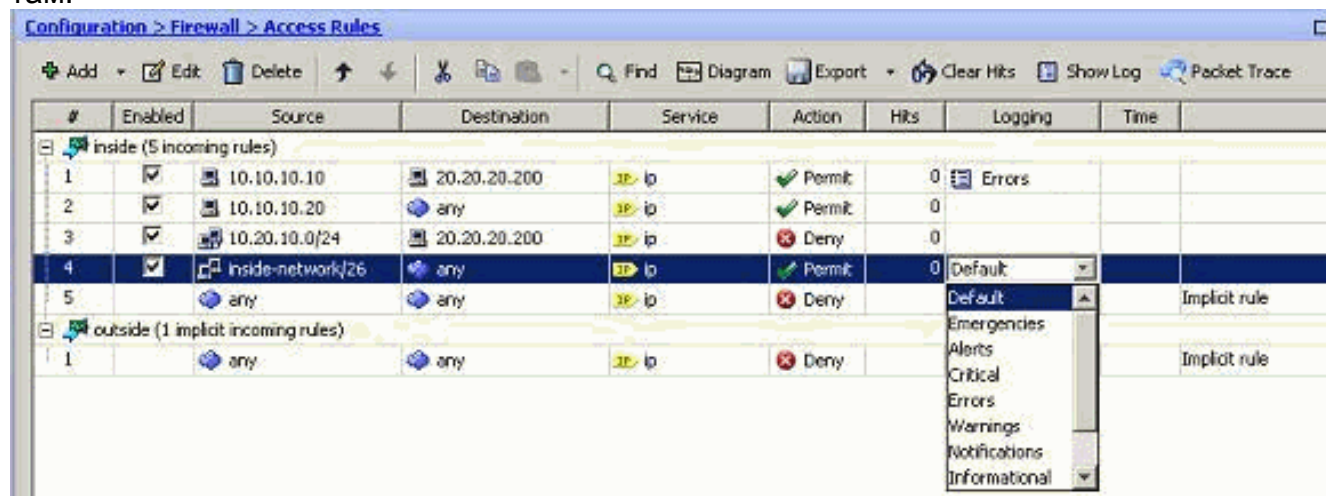 Configuration > Firewall > Access Rules
Add Edit Delete Find Diagram Export Clear Hits Show Log Packet Trace
# Enabled Source Destination Service Action Hits Logging Time
inside (5 incoming rules)
1 10.10.10.10 20.20.20.200 ip Permit 0 Errors
2 10.10.10.20 any ip Permit 0
3 10.20.10.0/24 20.20.20.200 ip Deny 0
4 inside-network/26 any ip Permit 0 Default
5 any any ip Deny Implicit rule
outside (1 implicit incoming rules)
1 any any ip Deny Implicit rule
Default
Emergencies
Alerts
Critical
Errors
Warnings
Notifications
Informational